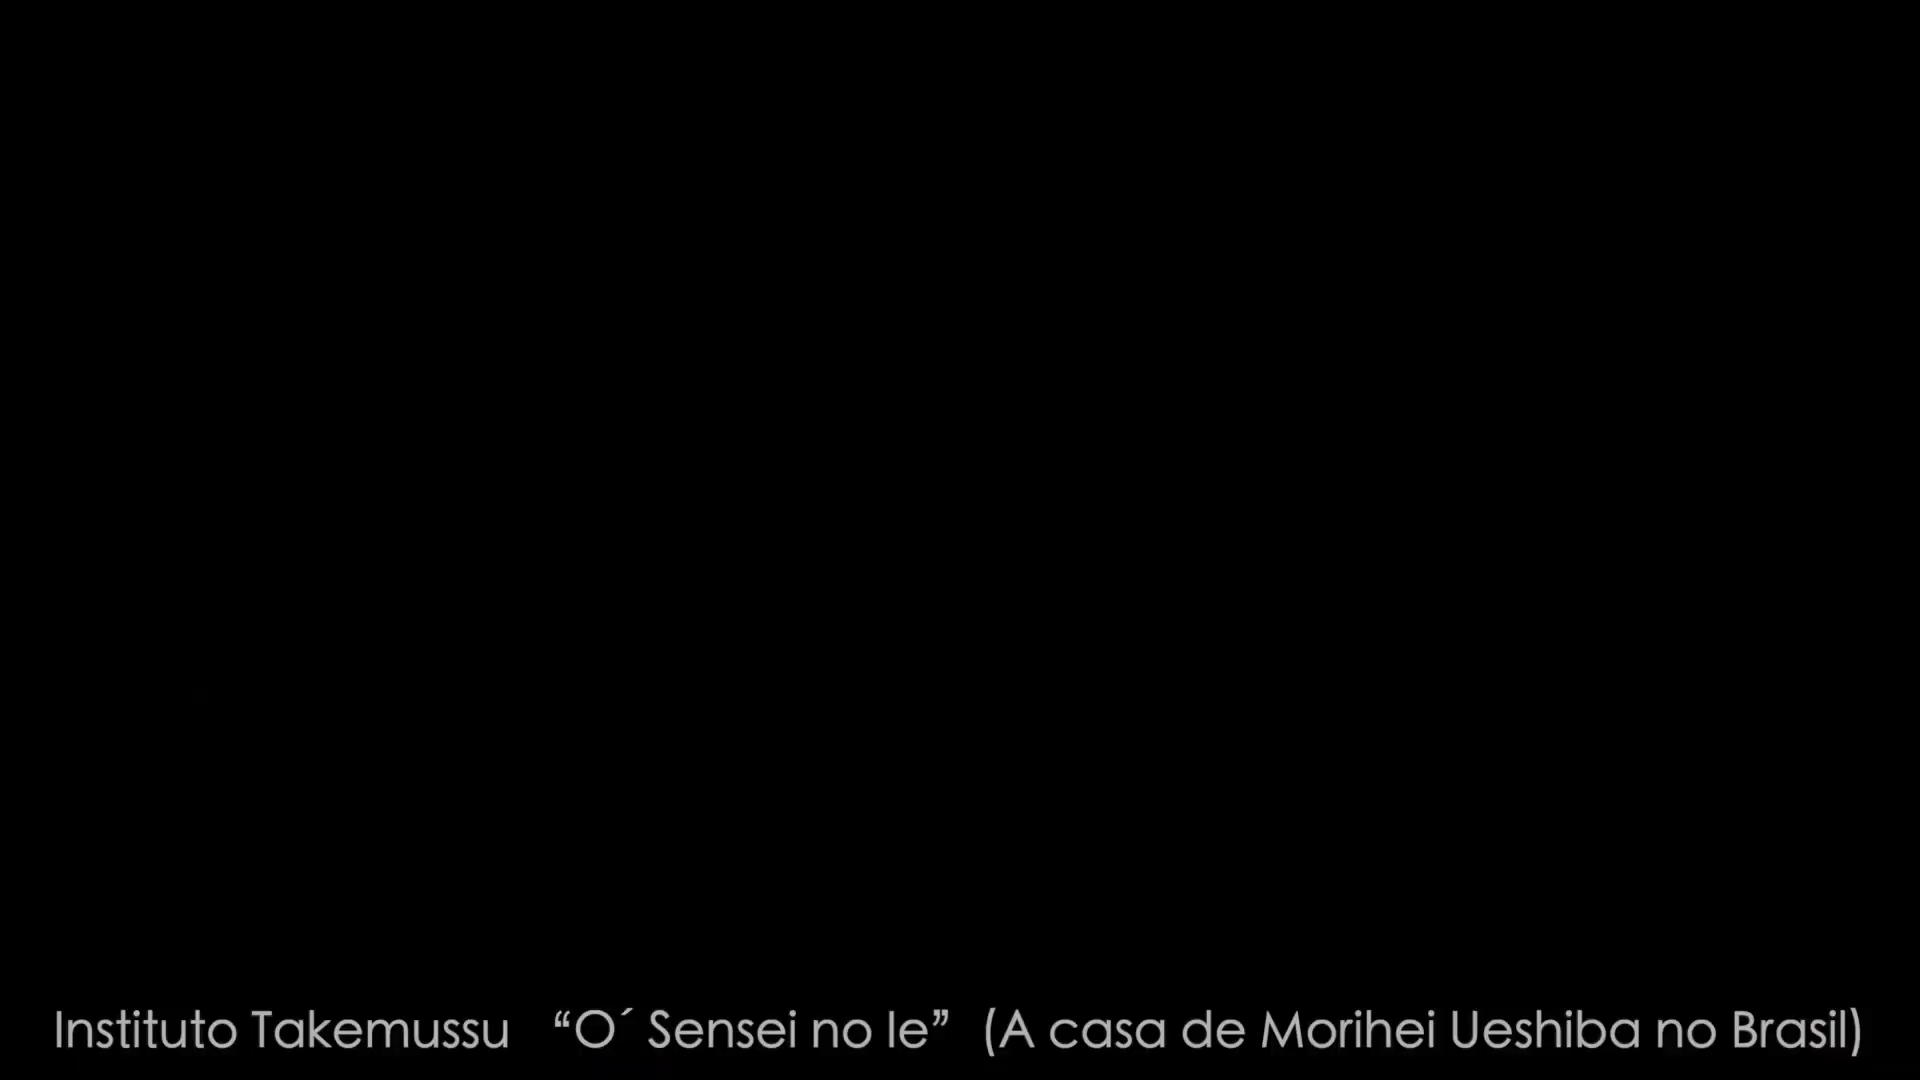 Instituto Takemussu “O´ Sensei no Ie” (A casa de Morihei Ueshiba no Brasil)